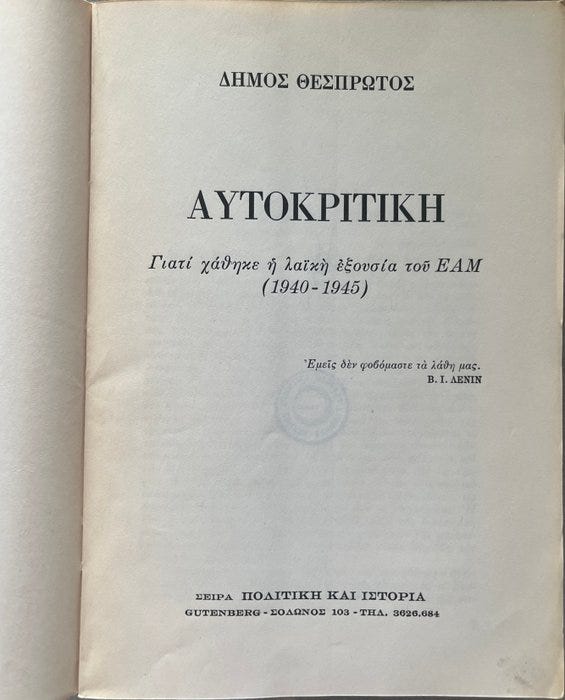 ΔΗΜΟΣ ΘΕΣΠΡΩΤΟΣ
ΑΥΤΟΚΡΙΤΙΚΗ
Γιατί χάθηκε ἡ λαϊκὴ ἐξουσία τοῦ ΕΑΜ
(1940-1945)
Ἐμεῖς δὲν φοβόμαστε τὰ λάθη μας.
Β. Ι. ΛΕΝΙΝ
ΣΕΙΡΑ ΠΟΛΙΤΙΚΗ ΚΑΙ ΙΣΤΟΡΙΑ
GUTENBERG - ΣΟΛΩΝΟΣ 103 - ΤΗΛ. 3626.684